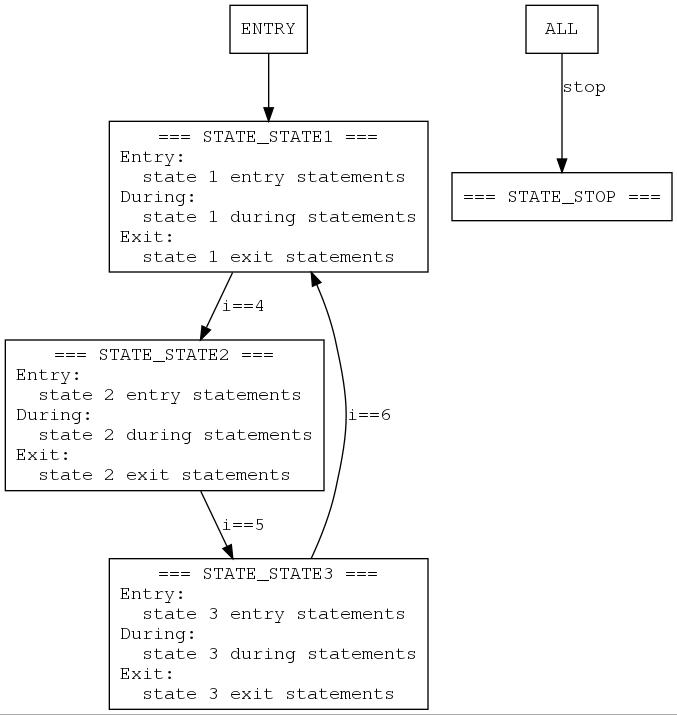 ENTRY
ALL
stop
=== STATE_STATE1 ===
Entry:
  state 1 entry statements
During:
  state 1 during statements
Exit:
  state 1 exit statements
=== STATE_STOP ===
i==4
=== STATE_STATE2 ===
Entry:
  state 2 entry statements
During:
  state 2 during statements
Exit:
  state 2 exit statements
i==6
i==5
=== STATE_STATE3 ===
Entry:
  state 3 entry statements
During:
  state 3 during statements
Exit:
  state 3 exit statements